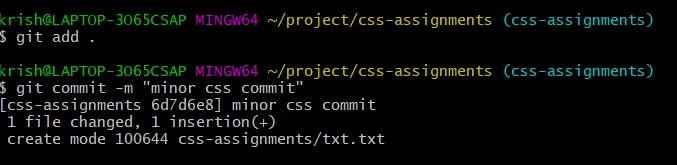 krish@LAPTOP-3O65CSAP MINGW64 ~/project/css-assignments (css-assignments)
$ git add .
krish@LAPTOP-3O65CSAP MINGW64 ~/project/css-assignments (css-assignments)
$ git commit -m "minor css commit"
[css-assignments 6d7d6e8] minor css commit
 1 file changed, 1 insertion(+)
 create mode 100644 css-assignments/txt.txt